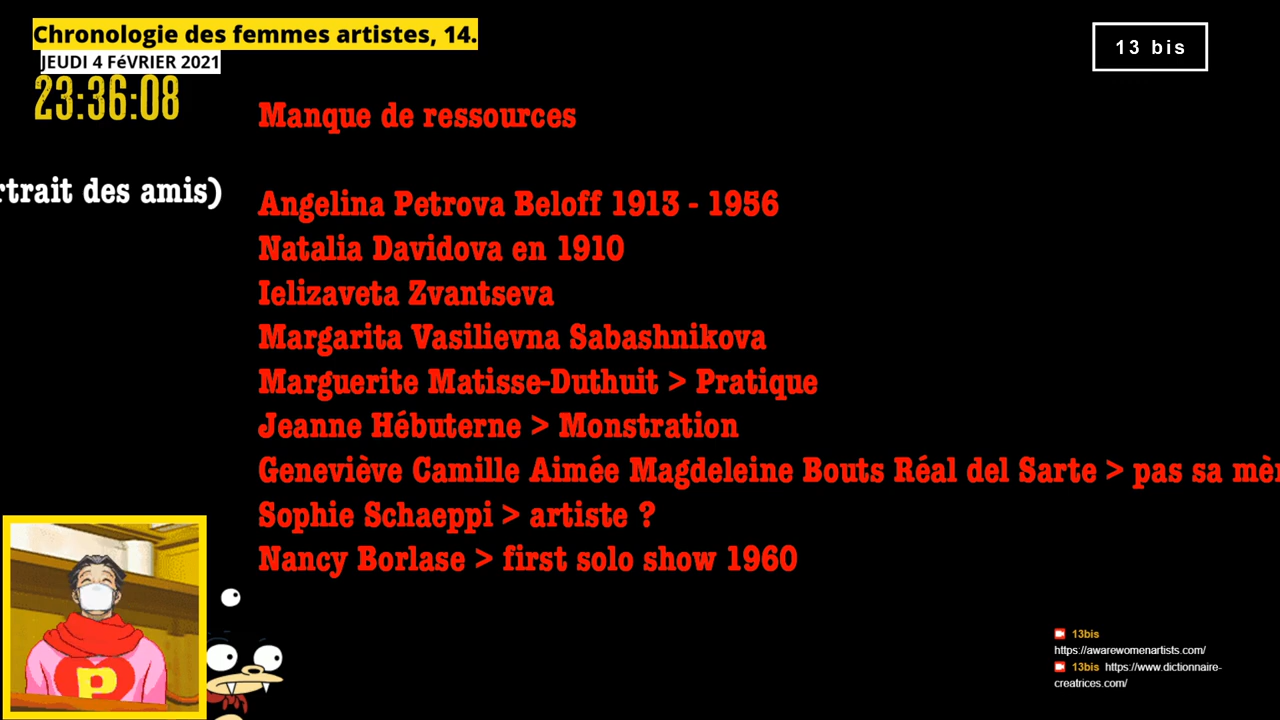 Chronologie des femmes artistes, 14.
JEUDI 4 FéVRIER 2021
23:36:08
13 bis
Manque de ressources
des amis)
Angelina Petrova Beloff 1913 - 1956
Natalia Davidova en 1910
Ielizaveta Zvantseva
Margarita Vasilievna Sabashnikova
Marguerite Matisse-Duthuit > Pratique
Jeanne Hébuterne > Monstration
Geneviève Camille Aimée Magdeleine Bouts Réal del Sarte > pas sa
Sophie Schaeppi > artiste ?
Nancy Borlase > first solo show 1960
P
13bis
https://awarewomenartists.com/
13bis https://www.dictionnaire-
creatrices.com/